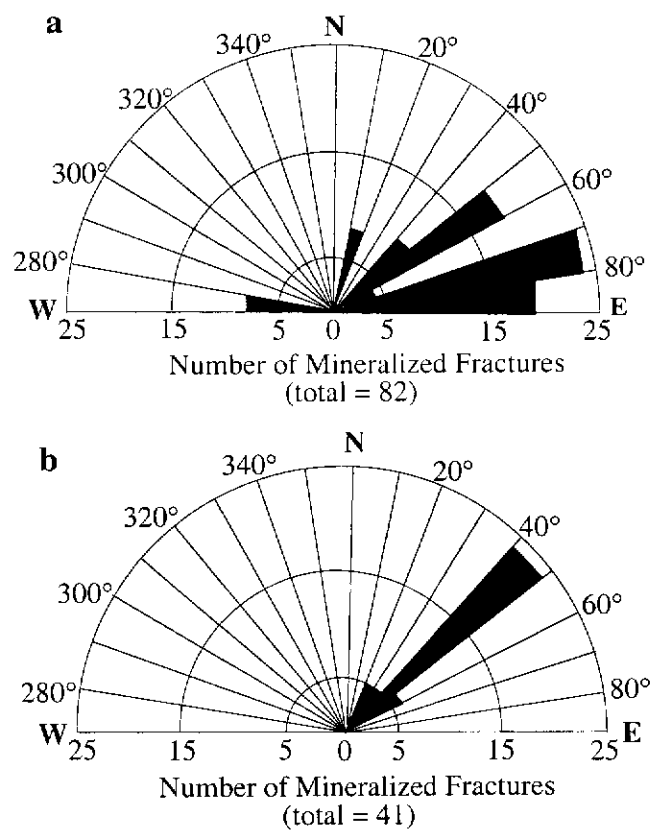 a
N
340° 20°
320° 40°
300° 60°
280° 80°
W E
25 15 5 0 5 15 25
Number of Mineralized Fractures
(total = 82)
b
N
340° 20°
320° 40°
300° 60°
280° 80°
W E
25 15 5 0 5 15 25
Number of Mineralized Fractures
(total = 41)